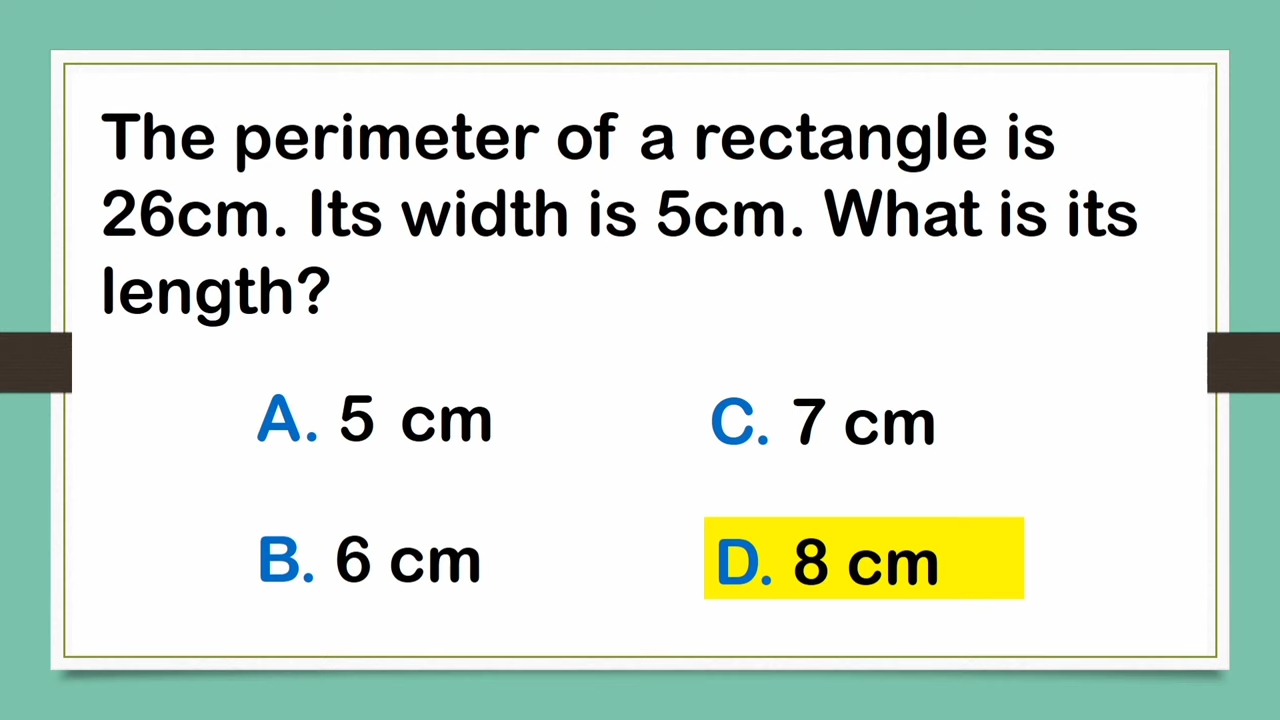 The perimeter of a rectangle is
26cm. Its width is 5cm. What is its
length?
A. 5 cm
C. 7 cm
B. 6 cm
D. 8 cm